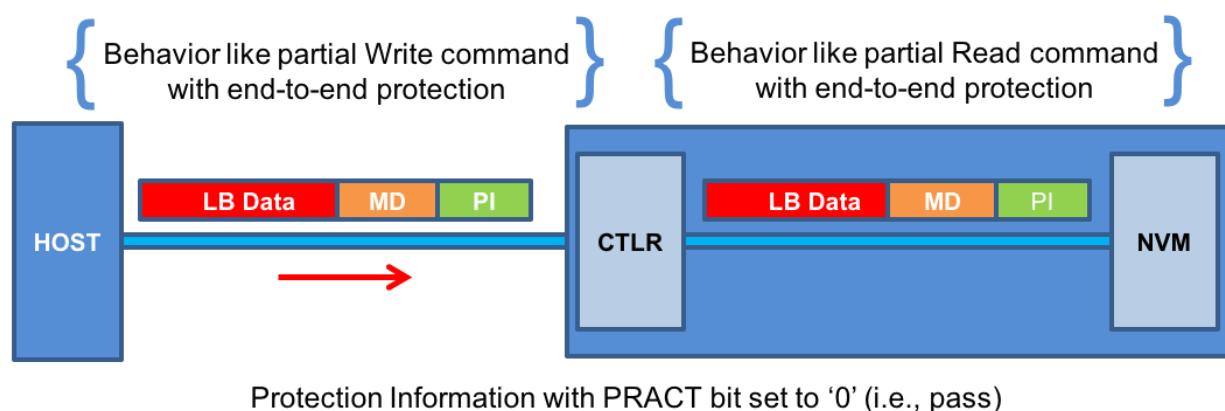 Behavior like partial Write command
with end-to-end protection
Behavior like partial Read command
with end-to-end protection
HOST
LB Data
MD
PI
CTLR
LB Data
MD
PI
NVM
Protection Information with PRACT bit set to ‘0’ (i.e., pass)